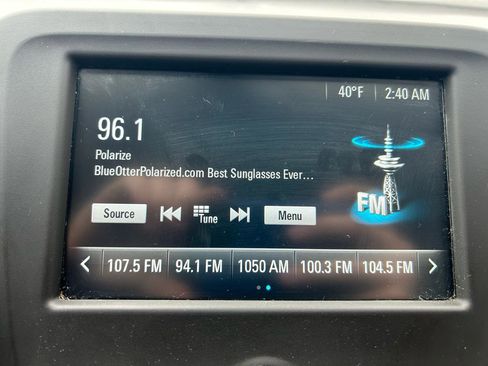 40°F 2:40 AM
96.1
Polarize
BlueOtterPolarized.com Best Sunglasses Ever...
Source Tune Menu
FM
107.5 FM 94.1 FM 1050 AM 100.3 FM 104.5 FM